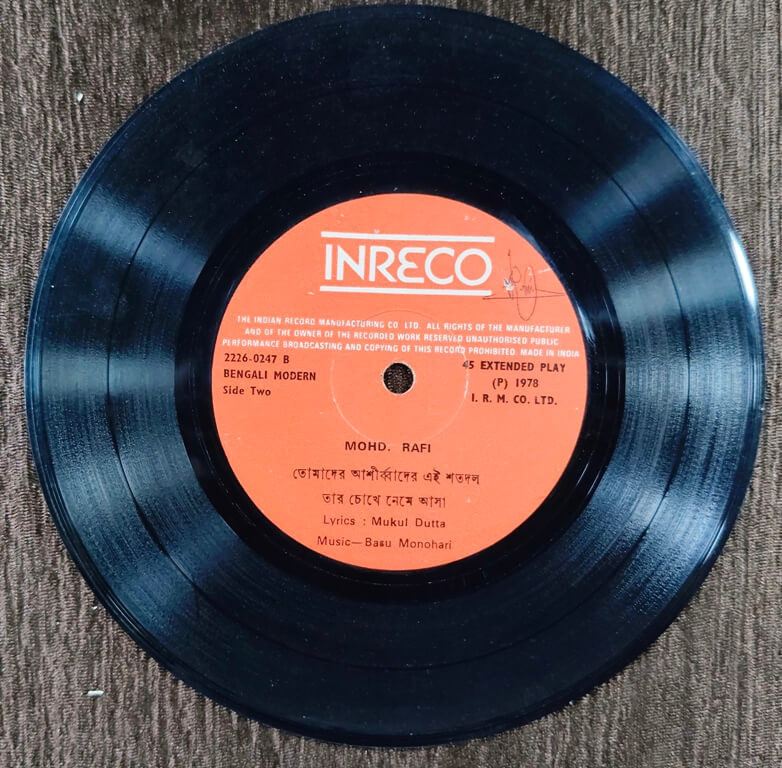 INRECO
THE INDIAN RECORD MANUFACTURING CO LTD. ALL RIGHTS OF THE MANUFACTURER
AND OF THE OWNER OF THE RECORDED WORK RESERVED UNAUTHORISED PUBLIC
PERFORMANCE BROADCASTING AND COPYING OF THIS RECORD PROHIBITED. MADE IN INDIA
2226-0247 B
BENGALI MODERN
Side Two
45 EXTENDED PLAY
(P) 1978
I. R. M. CO. LTD.
MOHD. RAFI
তোমাদের আশীর্ব্বাদের এই শতদল
তার চোখে নেমে আসা
Lyrics : Mukul Dutta
Music—Basu Monohari